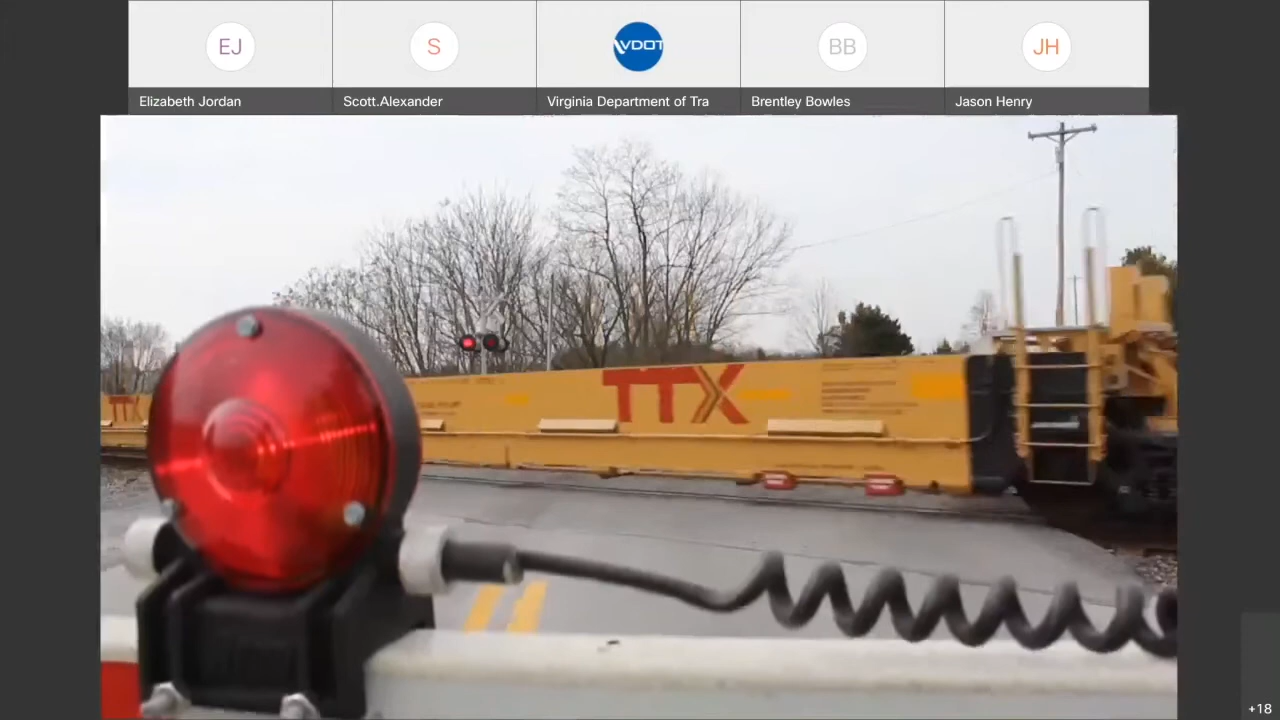 EJ
S
VDOT
BB
JH
Elizabeth Jordan
Scott.Alexander
Virginia Department of Tra
Brentley Bowles
Jason Henry
TTX
TTX
+18